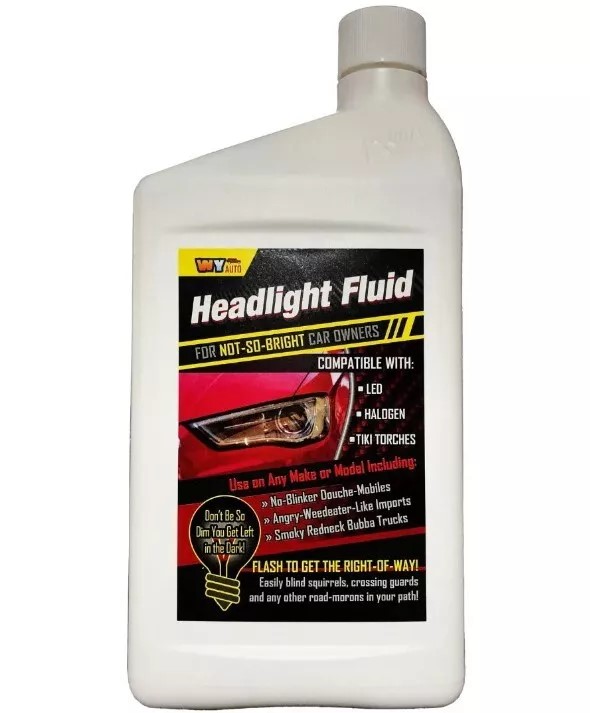 WY AUTO
Headlight Fluid
FOR NOT-SO-BRIGHT CAR OWNERS
COMPATIBLE WITH:
▪ LED
▪ HALOGEN
▪ TIKI TORCHES
Use on Any Make or Model Including:
» No-Blinker Douche-Mobiles
» Angry-Weedeater-Like Imports
» Smoky Redneck Bubba Trucks
Don't Be So
Dim You Get Left
in the Dark!
FLASH TO GET THE RIGHT-OF-WAY!
Easily blind squirrels, crossing guards
and any other road-morons in your path!